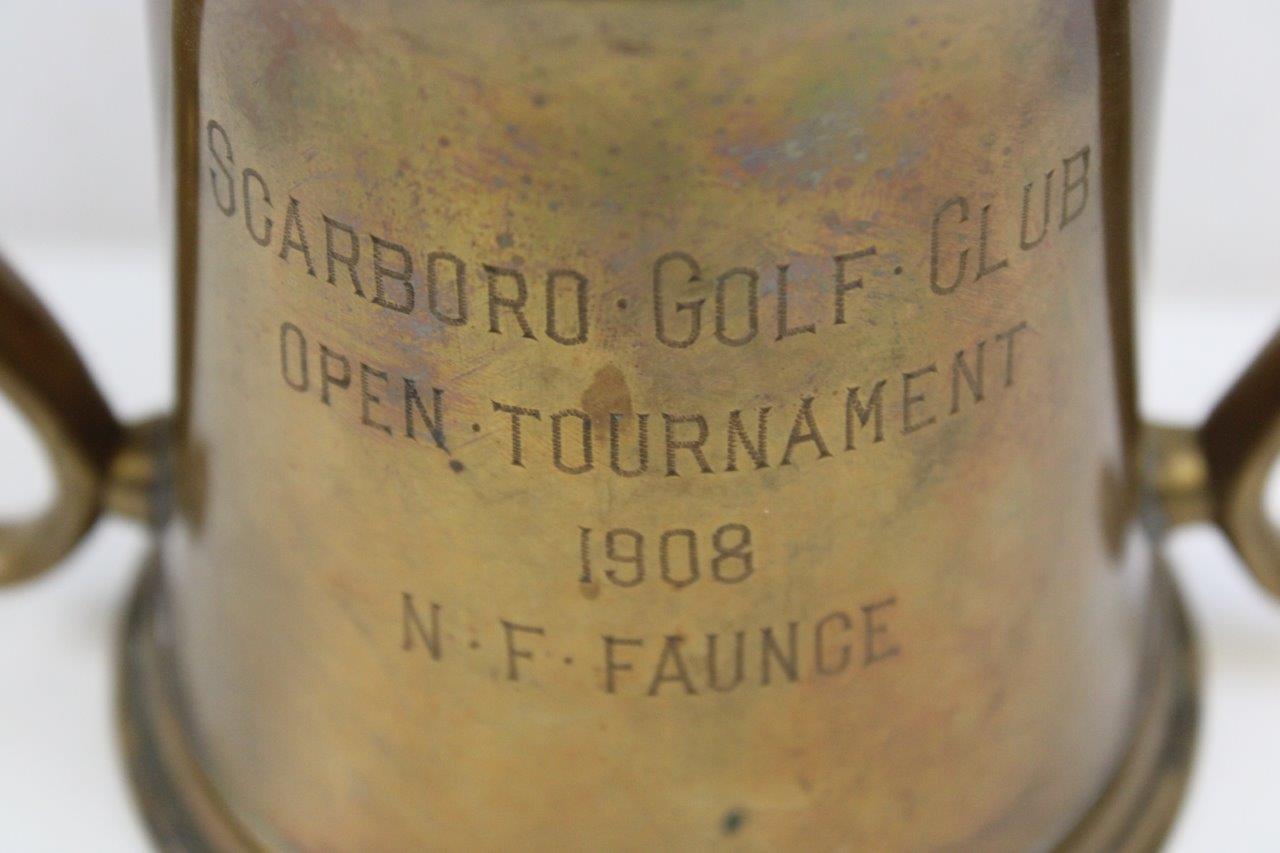 SCARBORO · GOLF · CLUB
OPEN · TOURNAMENT
1908
N · F · FAUNCE